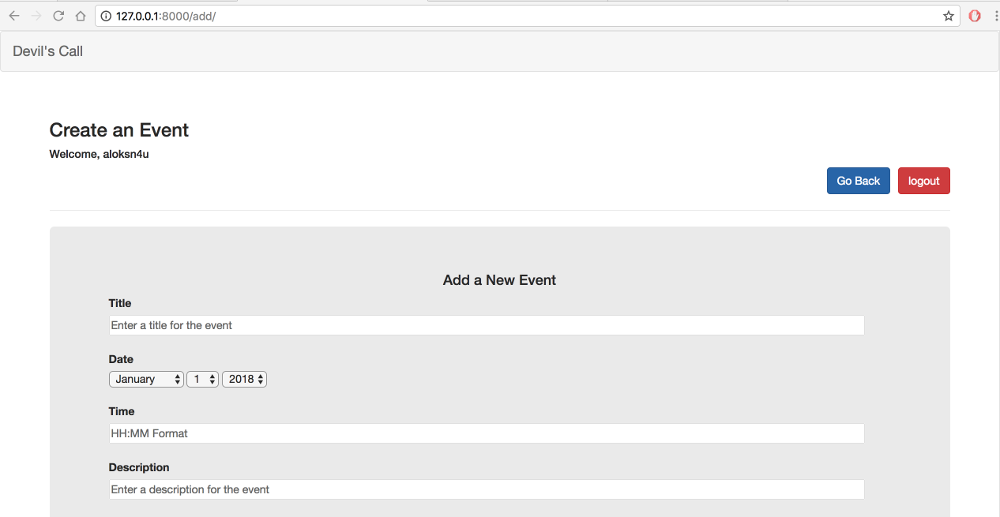 127.0.0.1:8000/add/
Devil's Call
Create an Event
Welcome, aloksn4u
Go Back logout
Add a New Event
Title
Enter a title for the event
Date
January 1 2018
Time
HH:MM Format
Description
Enter a description for the event